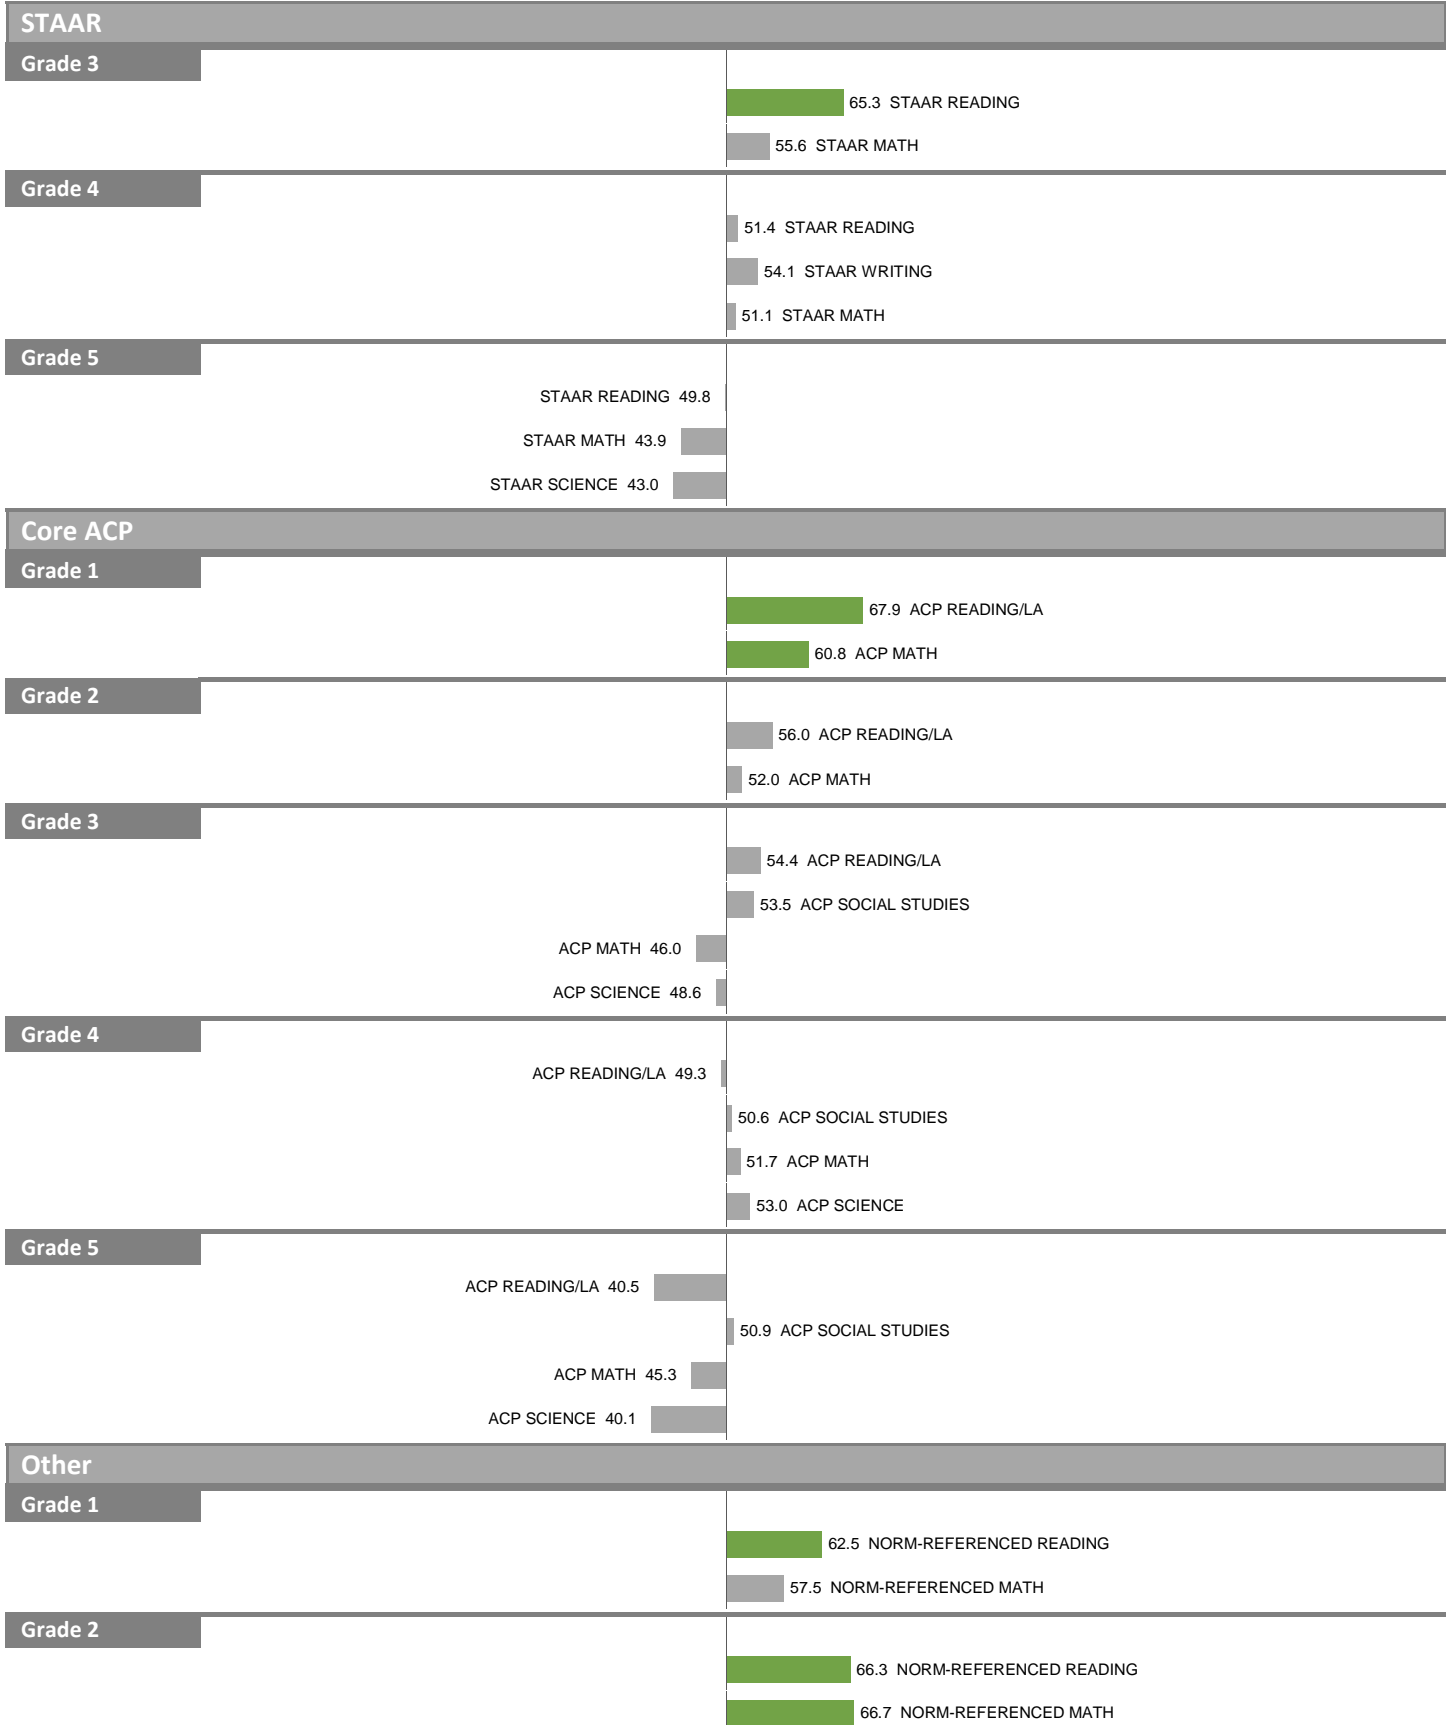 STAAR
Grade 3
65.3 STAAR READING
55.6 STAAR MATH
Grade 4
51.4 STAAR READING
54.1 STAAR WRITING
51.1 STAAR MATH
Grade 5
STAAR READING 49.8
STAAR MATH 43.9
STAAR SCIENCE 43.0
Core ACP
Grade 1
67.9 ACP READING/LA
60.8 ACP MATH
Grade 2
56.0 ACP READING/LA
52.0 ACP MATH
Grade 3
54.4 ACP READING/LA
53.5 ACP SOCIAL STUDIES
ACP MATH 46.0
ACP SCIENCE 48.6
Grade 4
ACP READING/LA 49.3
50.6 ACP SOCIAL STUDIES
51.7 ACP MATH
53.0 ACP SCIENCE
Grade 5
ACP READING/LA 40.5
50.9 ACP SOCIAL STUDIES
ACP MATH 45.3
ACP SCIENCE 40.1
Other
Grade 1
62.5 NORM-REFERENCED READING
57.5 NORM-REFERENCED MATH
Grade 2
66.3 NORM-REFERENCED READING
66.7 NORM-REFERENCED MATH